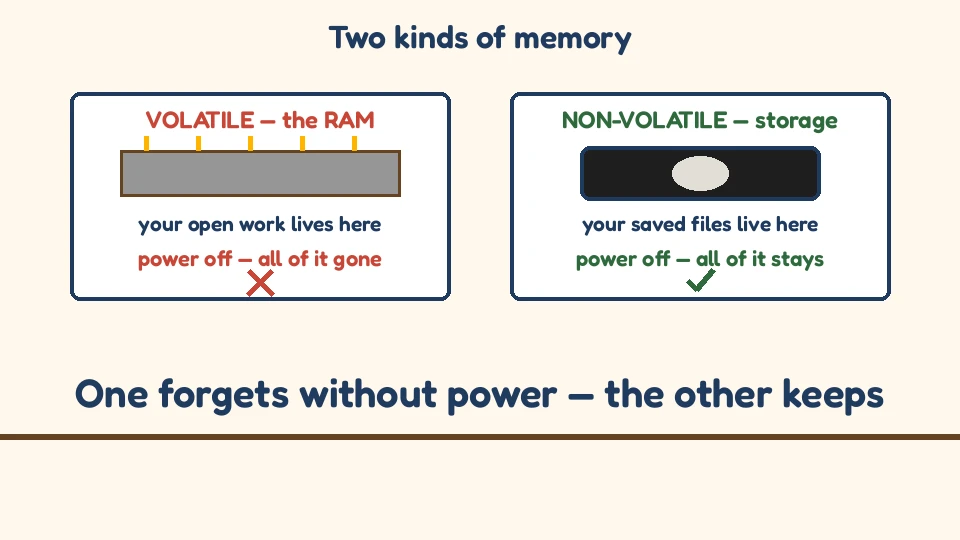 Two kinds of memory
VOLATILE — the RAM
your open work lives here
power off — all of it gone
NON-VOLATILE — storage
your saved files live here
power off — all of it stays
One forgets without power — the other keeps